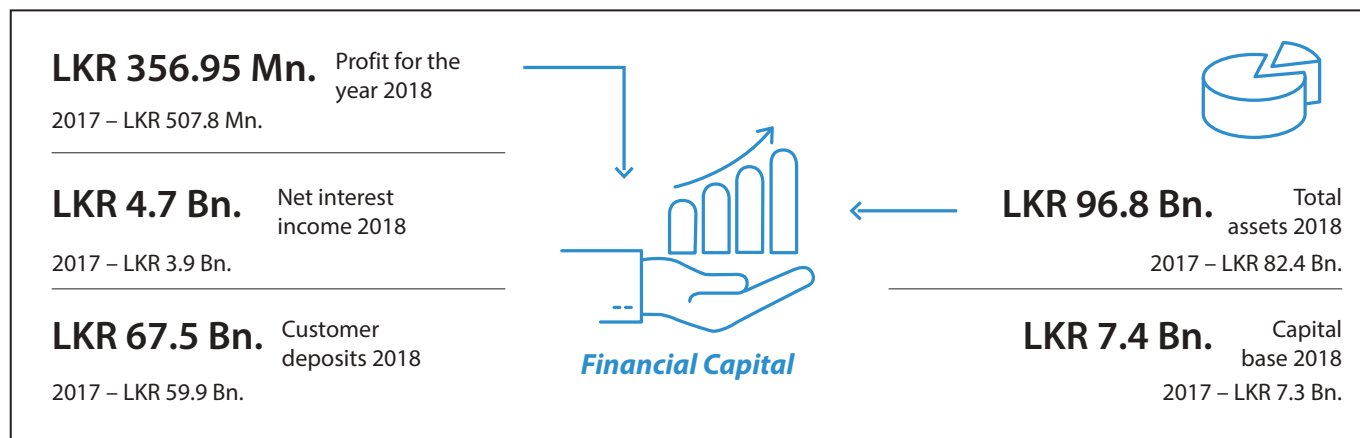 LKR 356.95 Mn. Profit for the
year 2018
2017 – LKR 507.8 Mn.
LKR 4.7 Bn. Net interest
income 2018
2017 – LKR 3.9 Bn.
LKR 67.5 Bn. Customer
deposits 2018
2017 – LKR 59.9 Bn.
Financial Capital
LKR 96.8 Bn. Total
assets 2018
2017 – LKR 82.4 Bn.
LKR 7.4 Bn. Capital
base 2018
2017 – LKR 7.3 Bn.